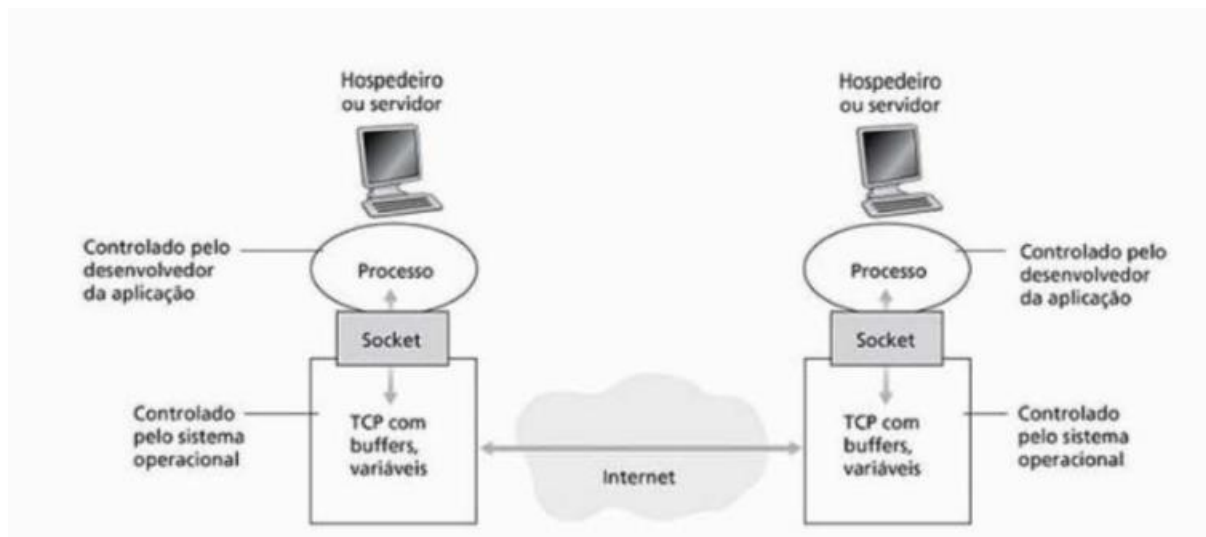 Hospedeiro
ou servidor
Controlado pelo
desenvolvedor
da aplicação
Processo
Socket
Controlado
pelo sistema
operacional
TCP com
buffers,
variáveis
Internet
Hospedeiro
ou servidor
Processo
Controlado pelo
desenvolvedor
da aplicação
Socket
TCP com
buffers,
variáveis
Controlado
pelo sistema
operacional